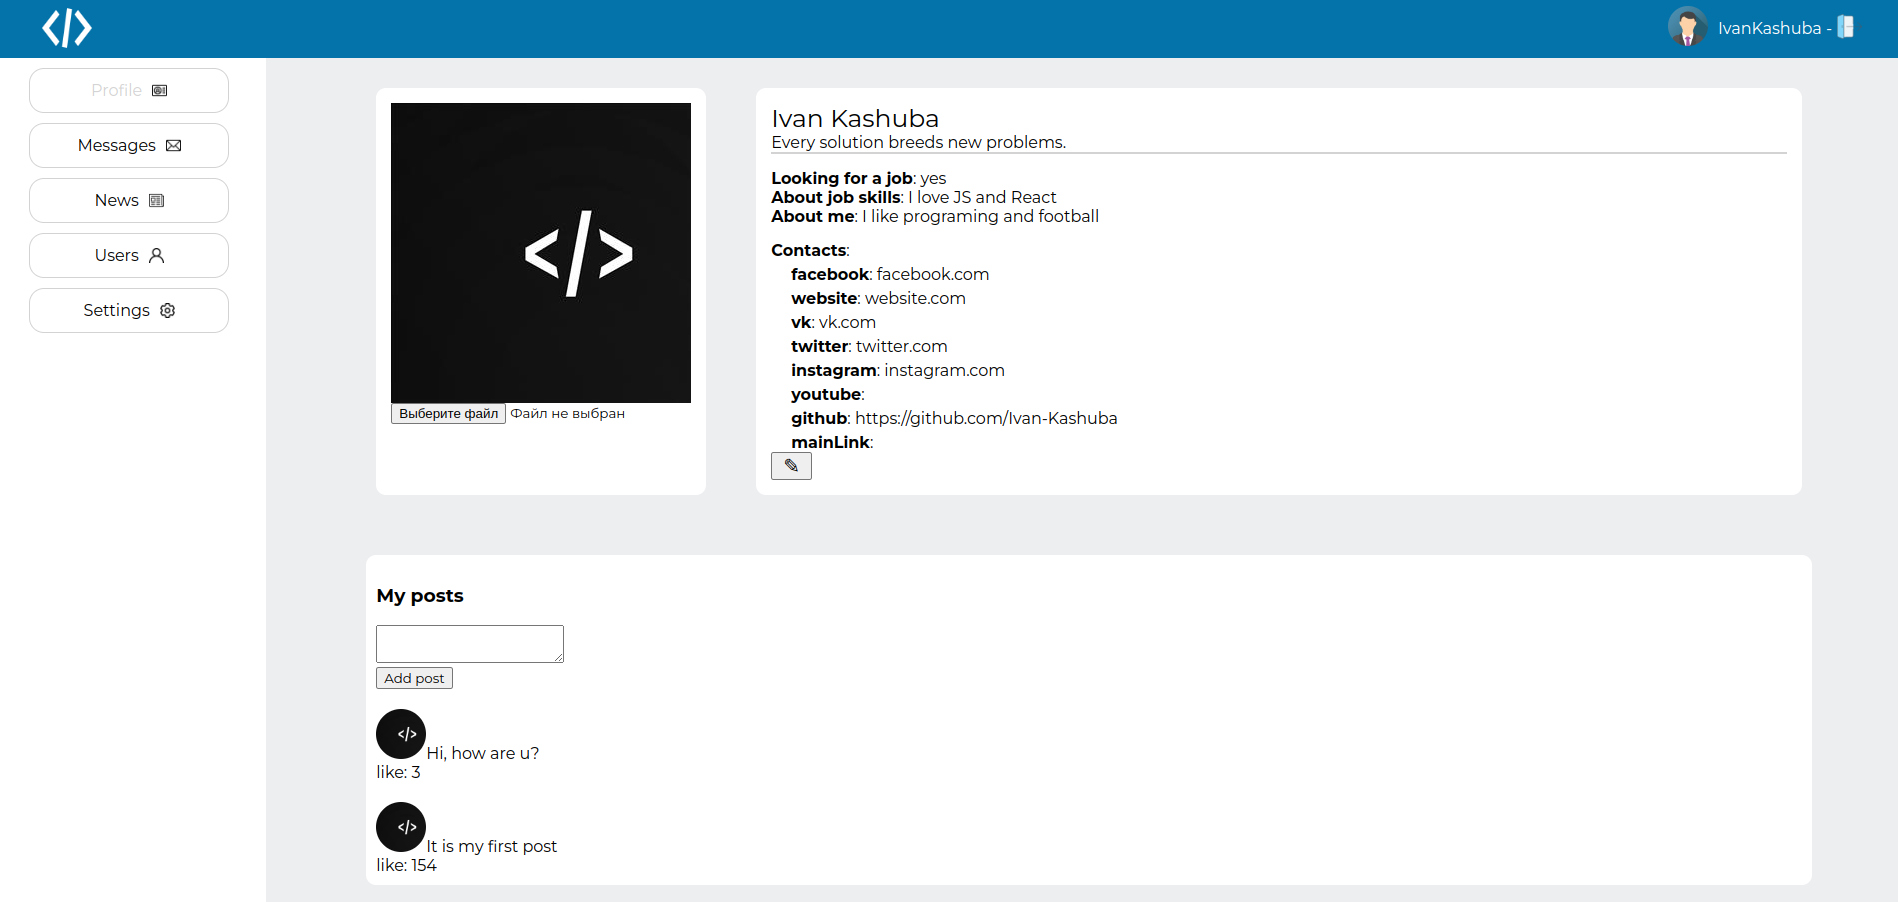 </>
IvanKashuba -
Profile
Messages
News
Users
Settings
</>
Выберите файл Файл не выбран
Ivan Kashuba
Every solution breeds new problems.
Looking for a job: yes
About job skills: I love JS and React
About me: I like programing and football
Contacts:
facebook: facebook.com
website: website.com
vk: vk.com
twitter: twitter.com
instagram: instagram.com
youtube:
github: https://github.com/Ivan-Kashuba
mainLink:
My posts
Add post
</>
Hi, how are u?
like: 3
</>
It is my first post
like: 154